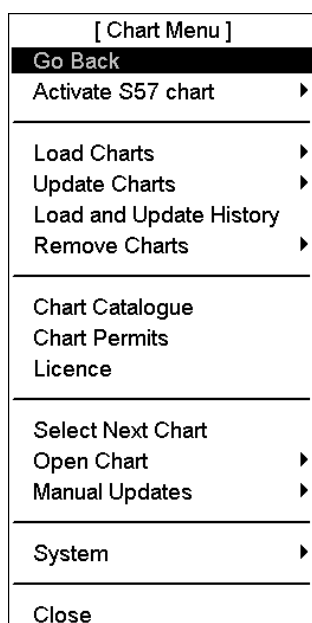 [ Chart Menu ]
Go Back
Activate S57 chart
Load Charts
Update Charts
Load and Update History
Remove Charts
Chart Catalogue
Chart Permits
Licence
Select Next Chart
Open Chart
Manual Updates
System
Close